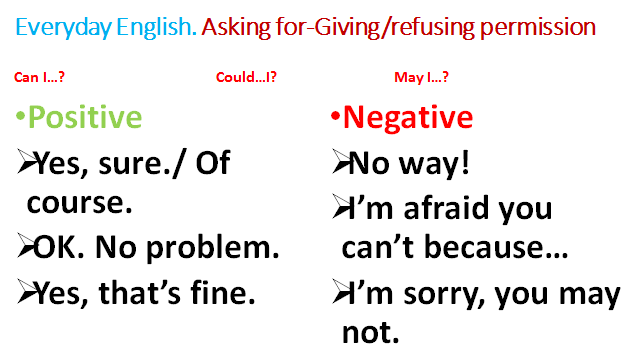 Everyday English. Asking for-Giving/refusing permission
Can I...? Could...I? May I...?
•Positive
➢Yes, sure./ Of
course.
➢OK. No problem.
➢Yes, that’s fine.
•Negative
➢No way!
➢I’m afraid you
can’t because...
➢I’m sorry, you may
not.